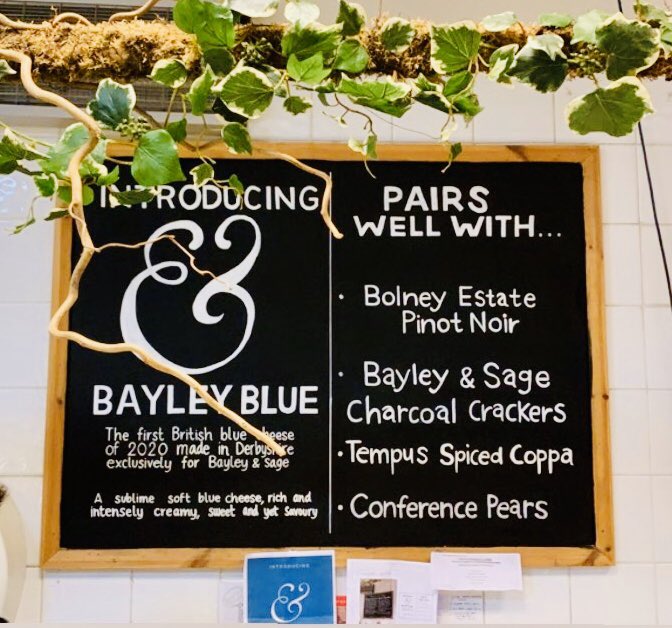 INTRODUCING
&
BAYLEY BLUE
The first British blue cheese
of 2020 made in Derbyshire
exclusively for Bayley & Sage
A sublime soft blue cheese, rich and
intensely creamy, sweet and yet savoury
PAIRS
WELL WITH...
· Bolney Estate
Pinot Noir
· Bayley & Sage
Charcoal Crackers
· Tempus Spiced Coppa
· Conference Pears
INTRODUCING
&